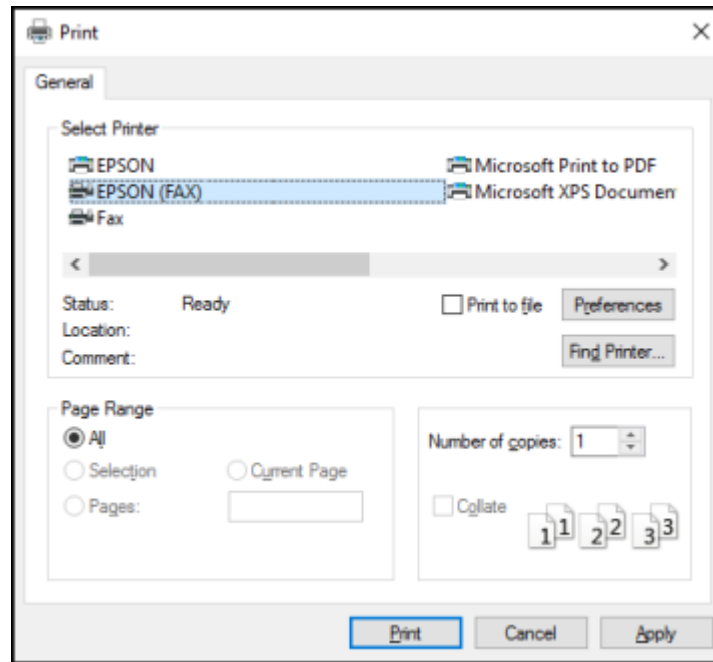 Print
General
Select Printer
EPSON
Microsoft Print to PDF
EPSON (FAX)
Microsoft XPS Documen
Fax
Status: Ready
Print to file
Preferences
Location:
Comment:
Find Printer...
Page Range
All
Number of copies: 1
Selection
Current Page
Pages:
Collate
1 1 2 2 3 3
Print
Cancel
Apply